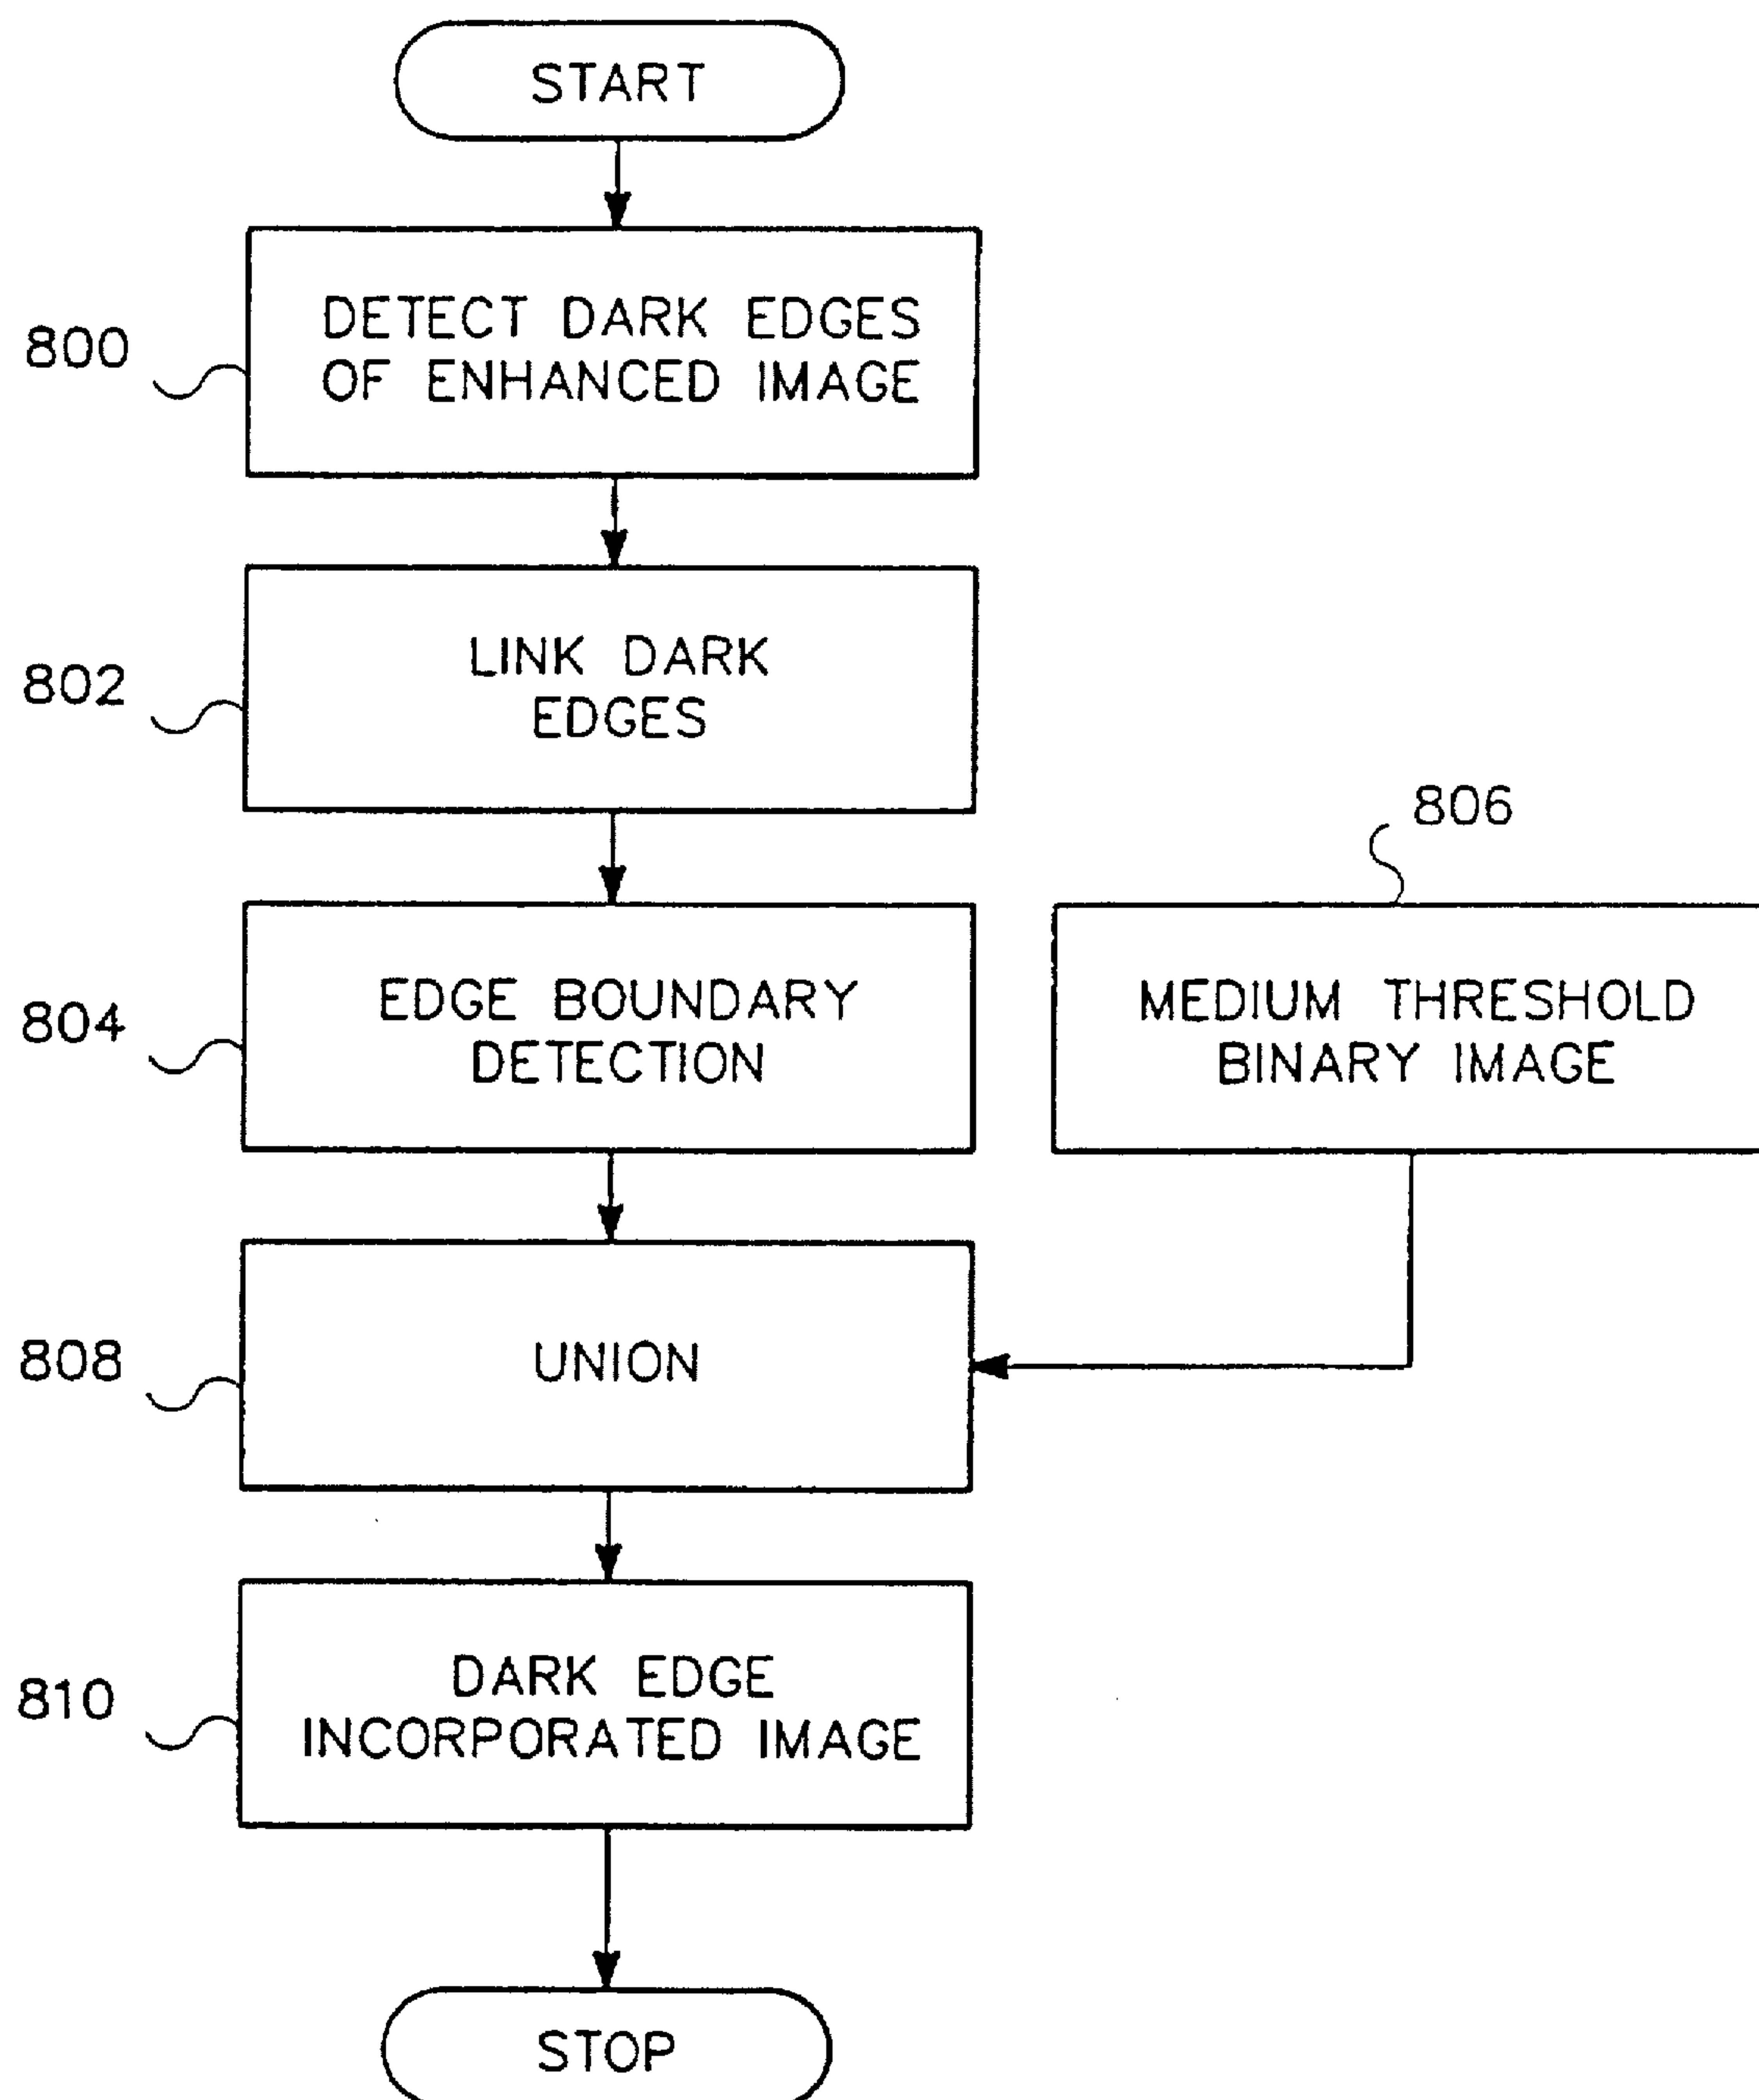 START
800
DETECT DARK EDGES
OF ENHANCED IMAGE
802
LINK DARK
EDGES
806
804
EDGE BOUNDARY
DETECTION
MEDIUM THRESHOLD
BINARY IMAGE
808
UNION
810
DARK EDGE
INCORPORATED IMAGE
STOP